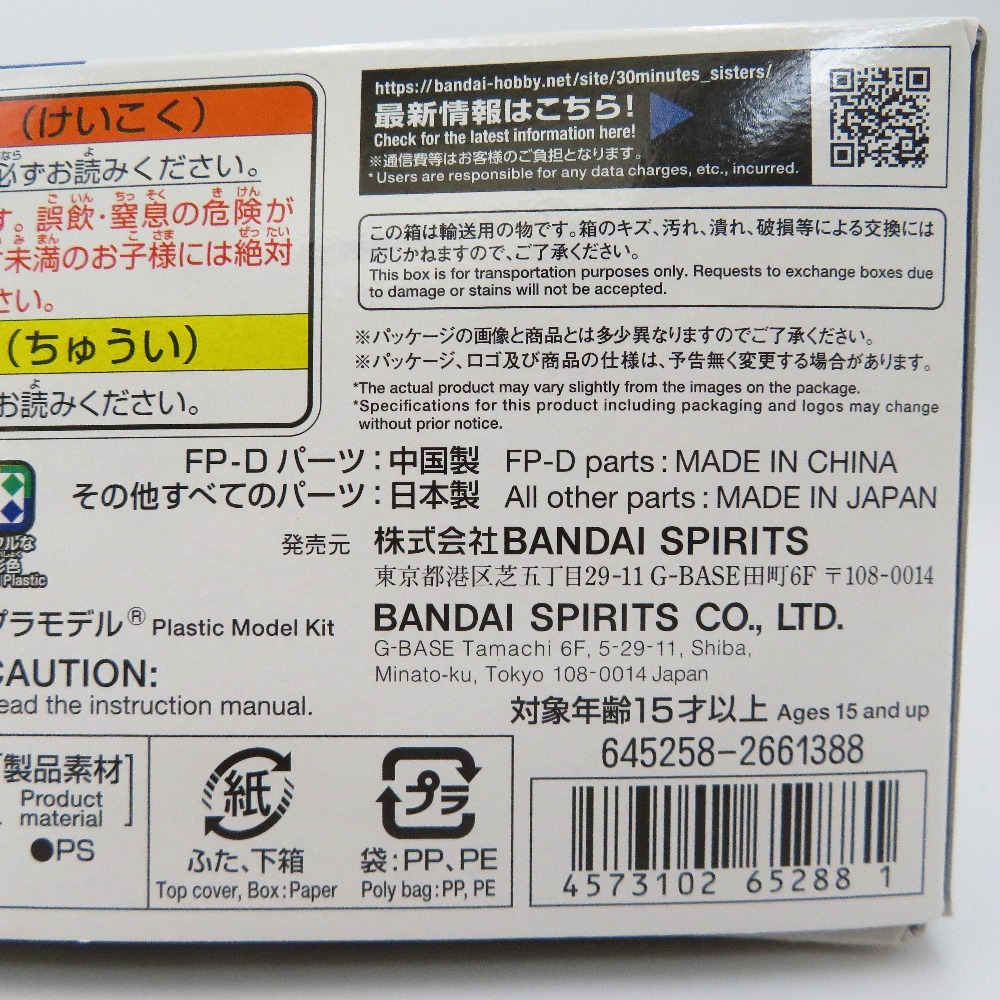 (けいこく)
必ずお読みください。
す。誤飲・窒息の危険が
未満のお子様には絶対
さい。
(ちゅうい)
お読みください。
https://bandai-hobby.net/site/30minutes_sisters/
最新情報はこちら!
Check for the latest information here!
※通信費等はお客様のご負担となります。
* Users are responsible for any data charges, etc., incurred.
この箱は輸送用の物です。箱のキズ、汚れ、潰れ、破損等による交換には
応じかねますので、ご了承ください。
This box is for transportation purposes only. Requests to exchange boxes due
to damage or stains will not be accepted.
※パッケージの画像と商品とは多少異なりますのでご了承ください。
※パッケージ、ロゴ及び商品の仕様は、予告無く変更する場合があります。
*The actual product may vary slightly from the images on the package.
*Specifications for this product including packaging and logos may change
without prior notice.
FP-D パーツ:中国製 FP-D parts : MADE IN CHINA
その他すべてのパーツ:日本製 All other parts : MADE IN JAPAN
発売元 株式会社BANDAI SPIRITS
東京都港区芝五丁目29-11 G-BASE田町6F 〒108-0014
Plastic
プラモデル® Plastic Model Kit
BANDAI SPIRITS CO., LTD.
G-BASE Tamachi 6F, 5-29-11, Shiba,
Minato-ku, Tokyo 108-0014 Japan
CAUTION:
ead the instruction manual.
対象年齢15才以上 Ages 15 and up
645258-2661388
[製品素材]
Product
material
●PS
紙
ふた、下箱
Top cover, Box : Paper
プラ
袋:PP、PE
Poly bag : PP, PE
4573102 65288 1